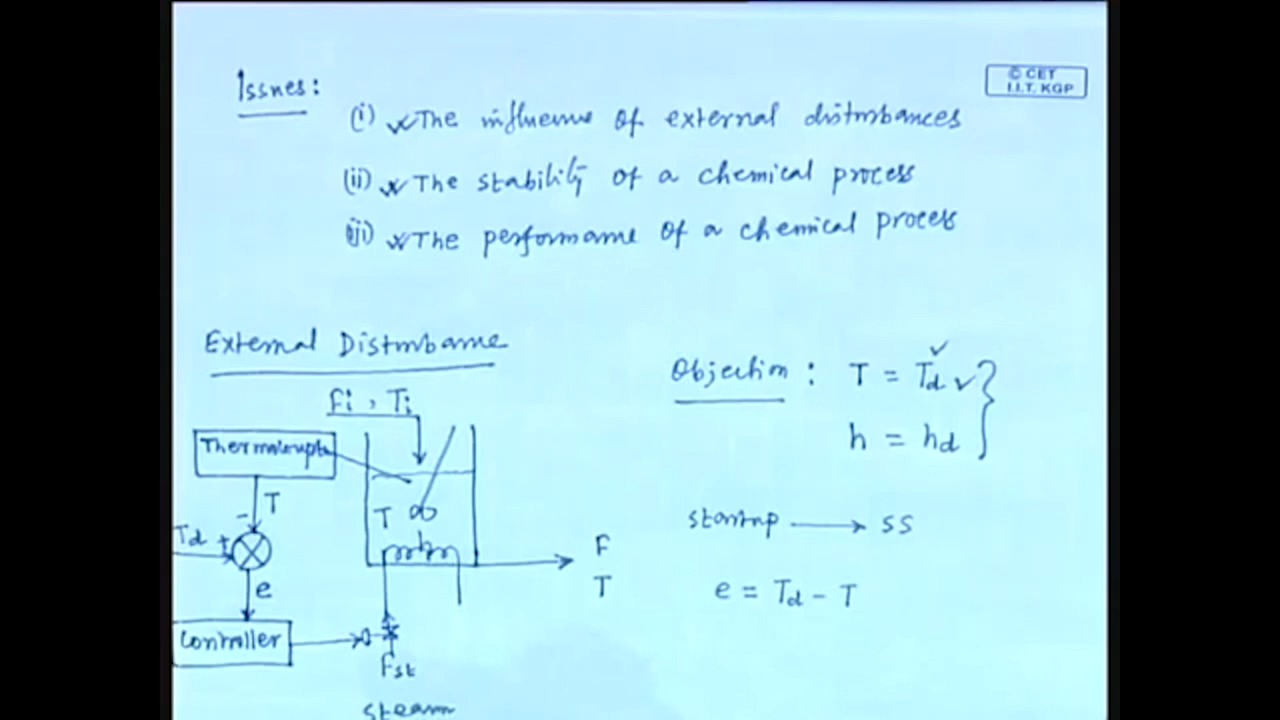 Issues:
© CET
I.I.T. KGP
(i) The influence of external disturbances
(ii) The stability of a chemical process
(iii) The performance of a chemical process
External Disturbance
Objection : T = Td
h = hd
Fi, Ti
Thermocouple
T
-
Td +
T
e
F
T
startup → SS
e = Td - T
Controller
Fst
steam